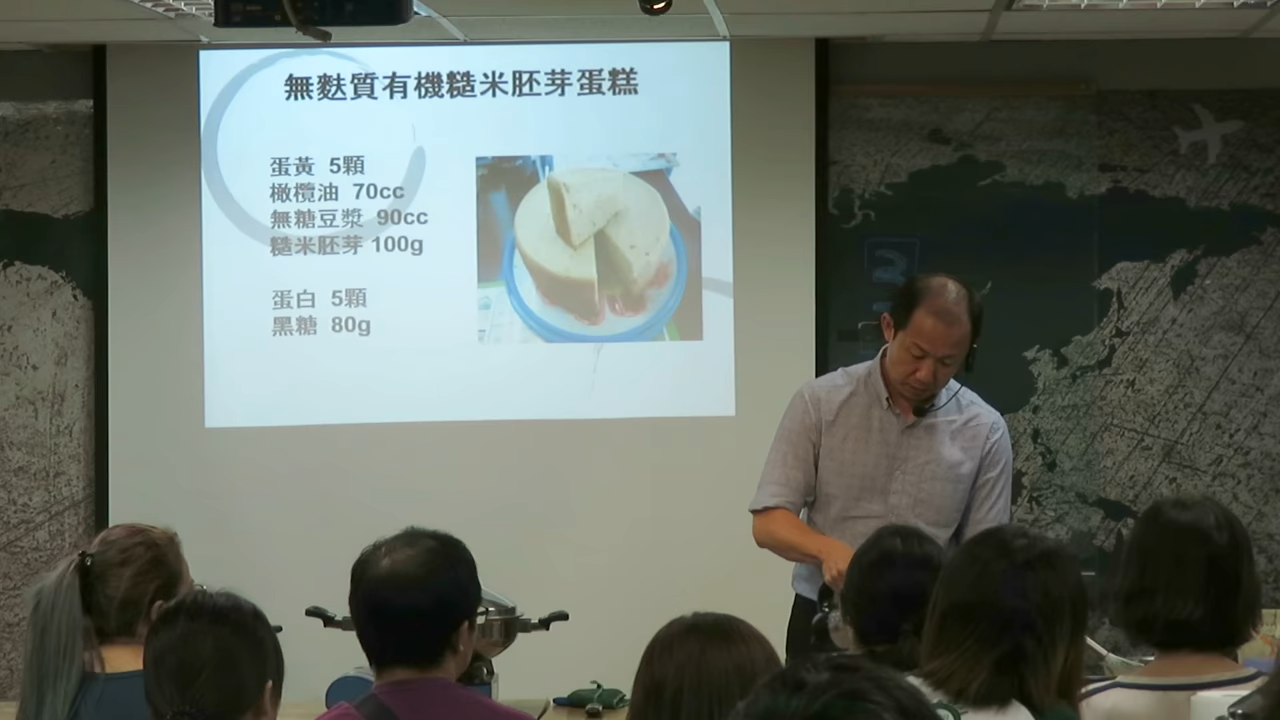 無麩質有機糙米胚芽蛋糕
蛋黃 5顆
橄欖油 70cc
無糖豆漿 90cc
糙米胚芽 100g
蛋白 5顆
黑糖 80g